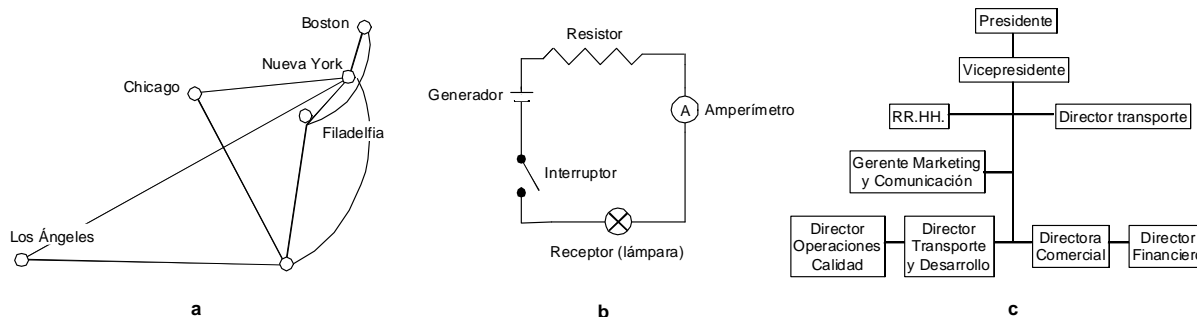 Boston
Nueva York
Chicago
Filadelfia
Los Ángeles
a
Resistor
Generador
A
Amperímetro
Interruptor
Receptor (lámpara)
b
Presidente
Vicepresidente
RR.HH.
Director transporte
Gerente Marketing
y Comunicación
Director
Operaciones
Calidad
Director
Transporte
y Desarrollo
Directora
Comercial
Director
Financiero
c